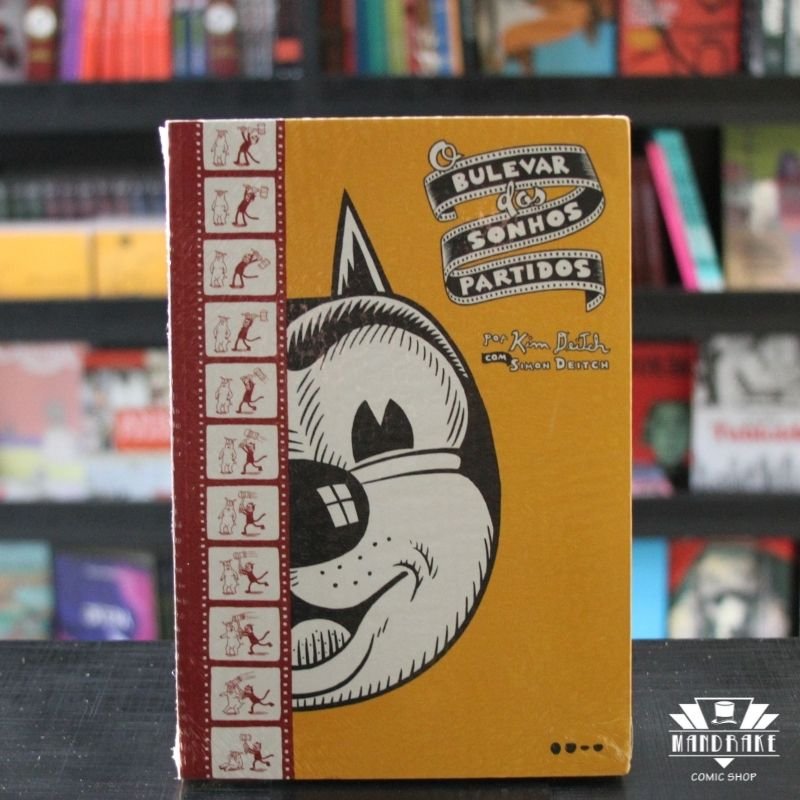 O
BULEVAR
dos
SONHOS
PARTIDOS
por Kim Deitch
COM SIMON DEITCH
MANDRAKE
COMIC SHOP